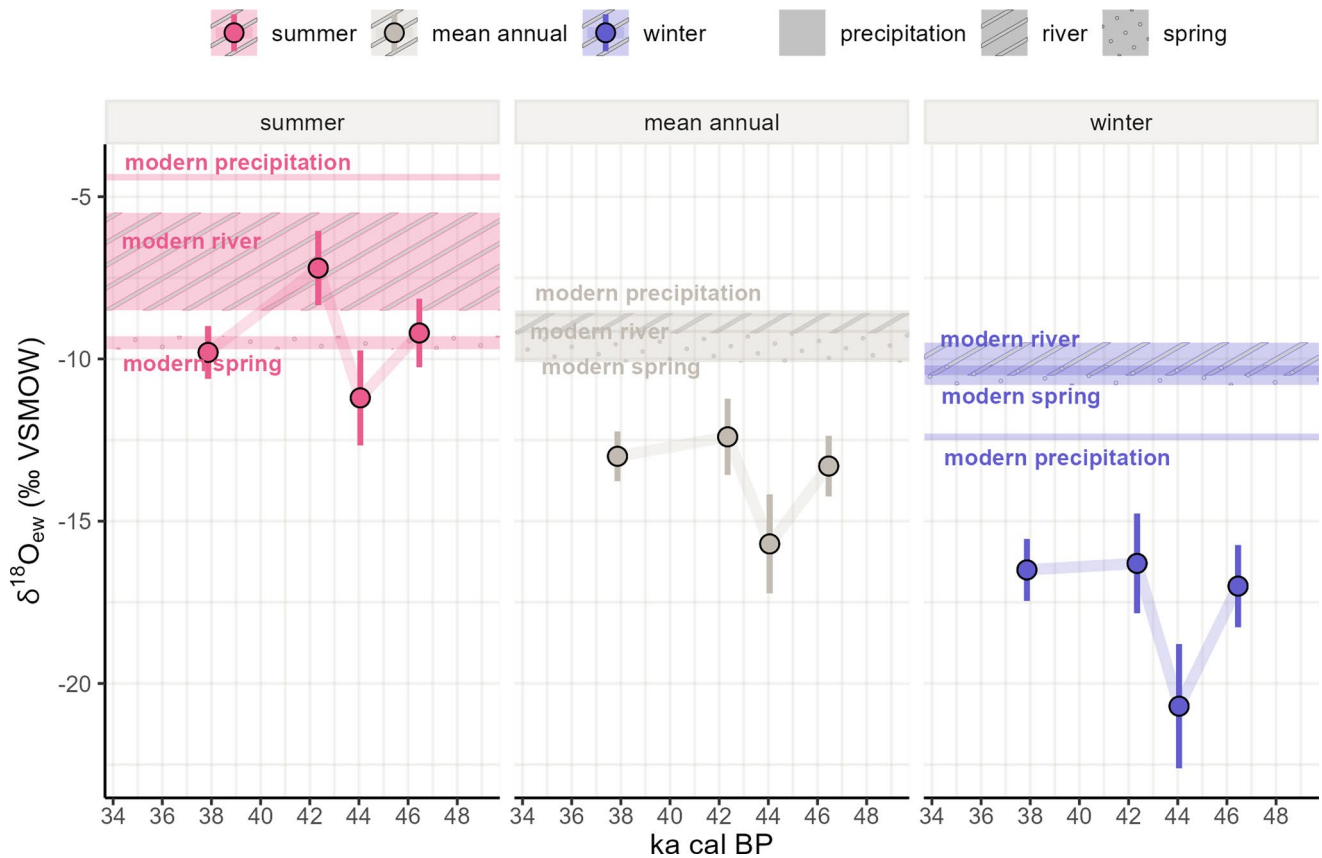 summer mean annual winter precipitation river spring
summer mean annual winter
modern precipitation
modern river
modern spring
modern precipitation
modern river
modern spring
modern river
modern spring
modern precipitation
-5
-10
-15
-20
δ¹⁸Oew (‰ VSMOW)
34 36 38 40 42 44 46 48 34 36 38 40 42 44 46 48 34 36 38 40 42 44 46 48
ka cal BP